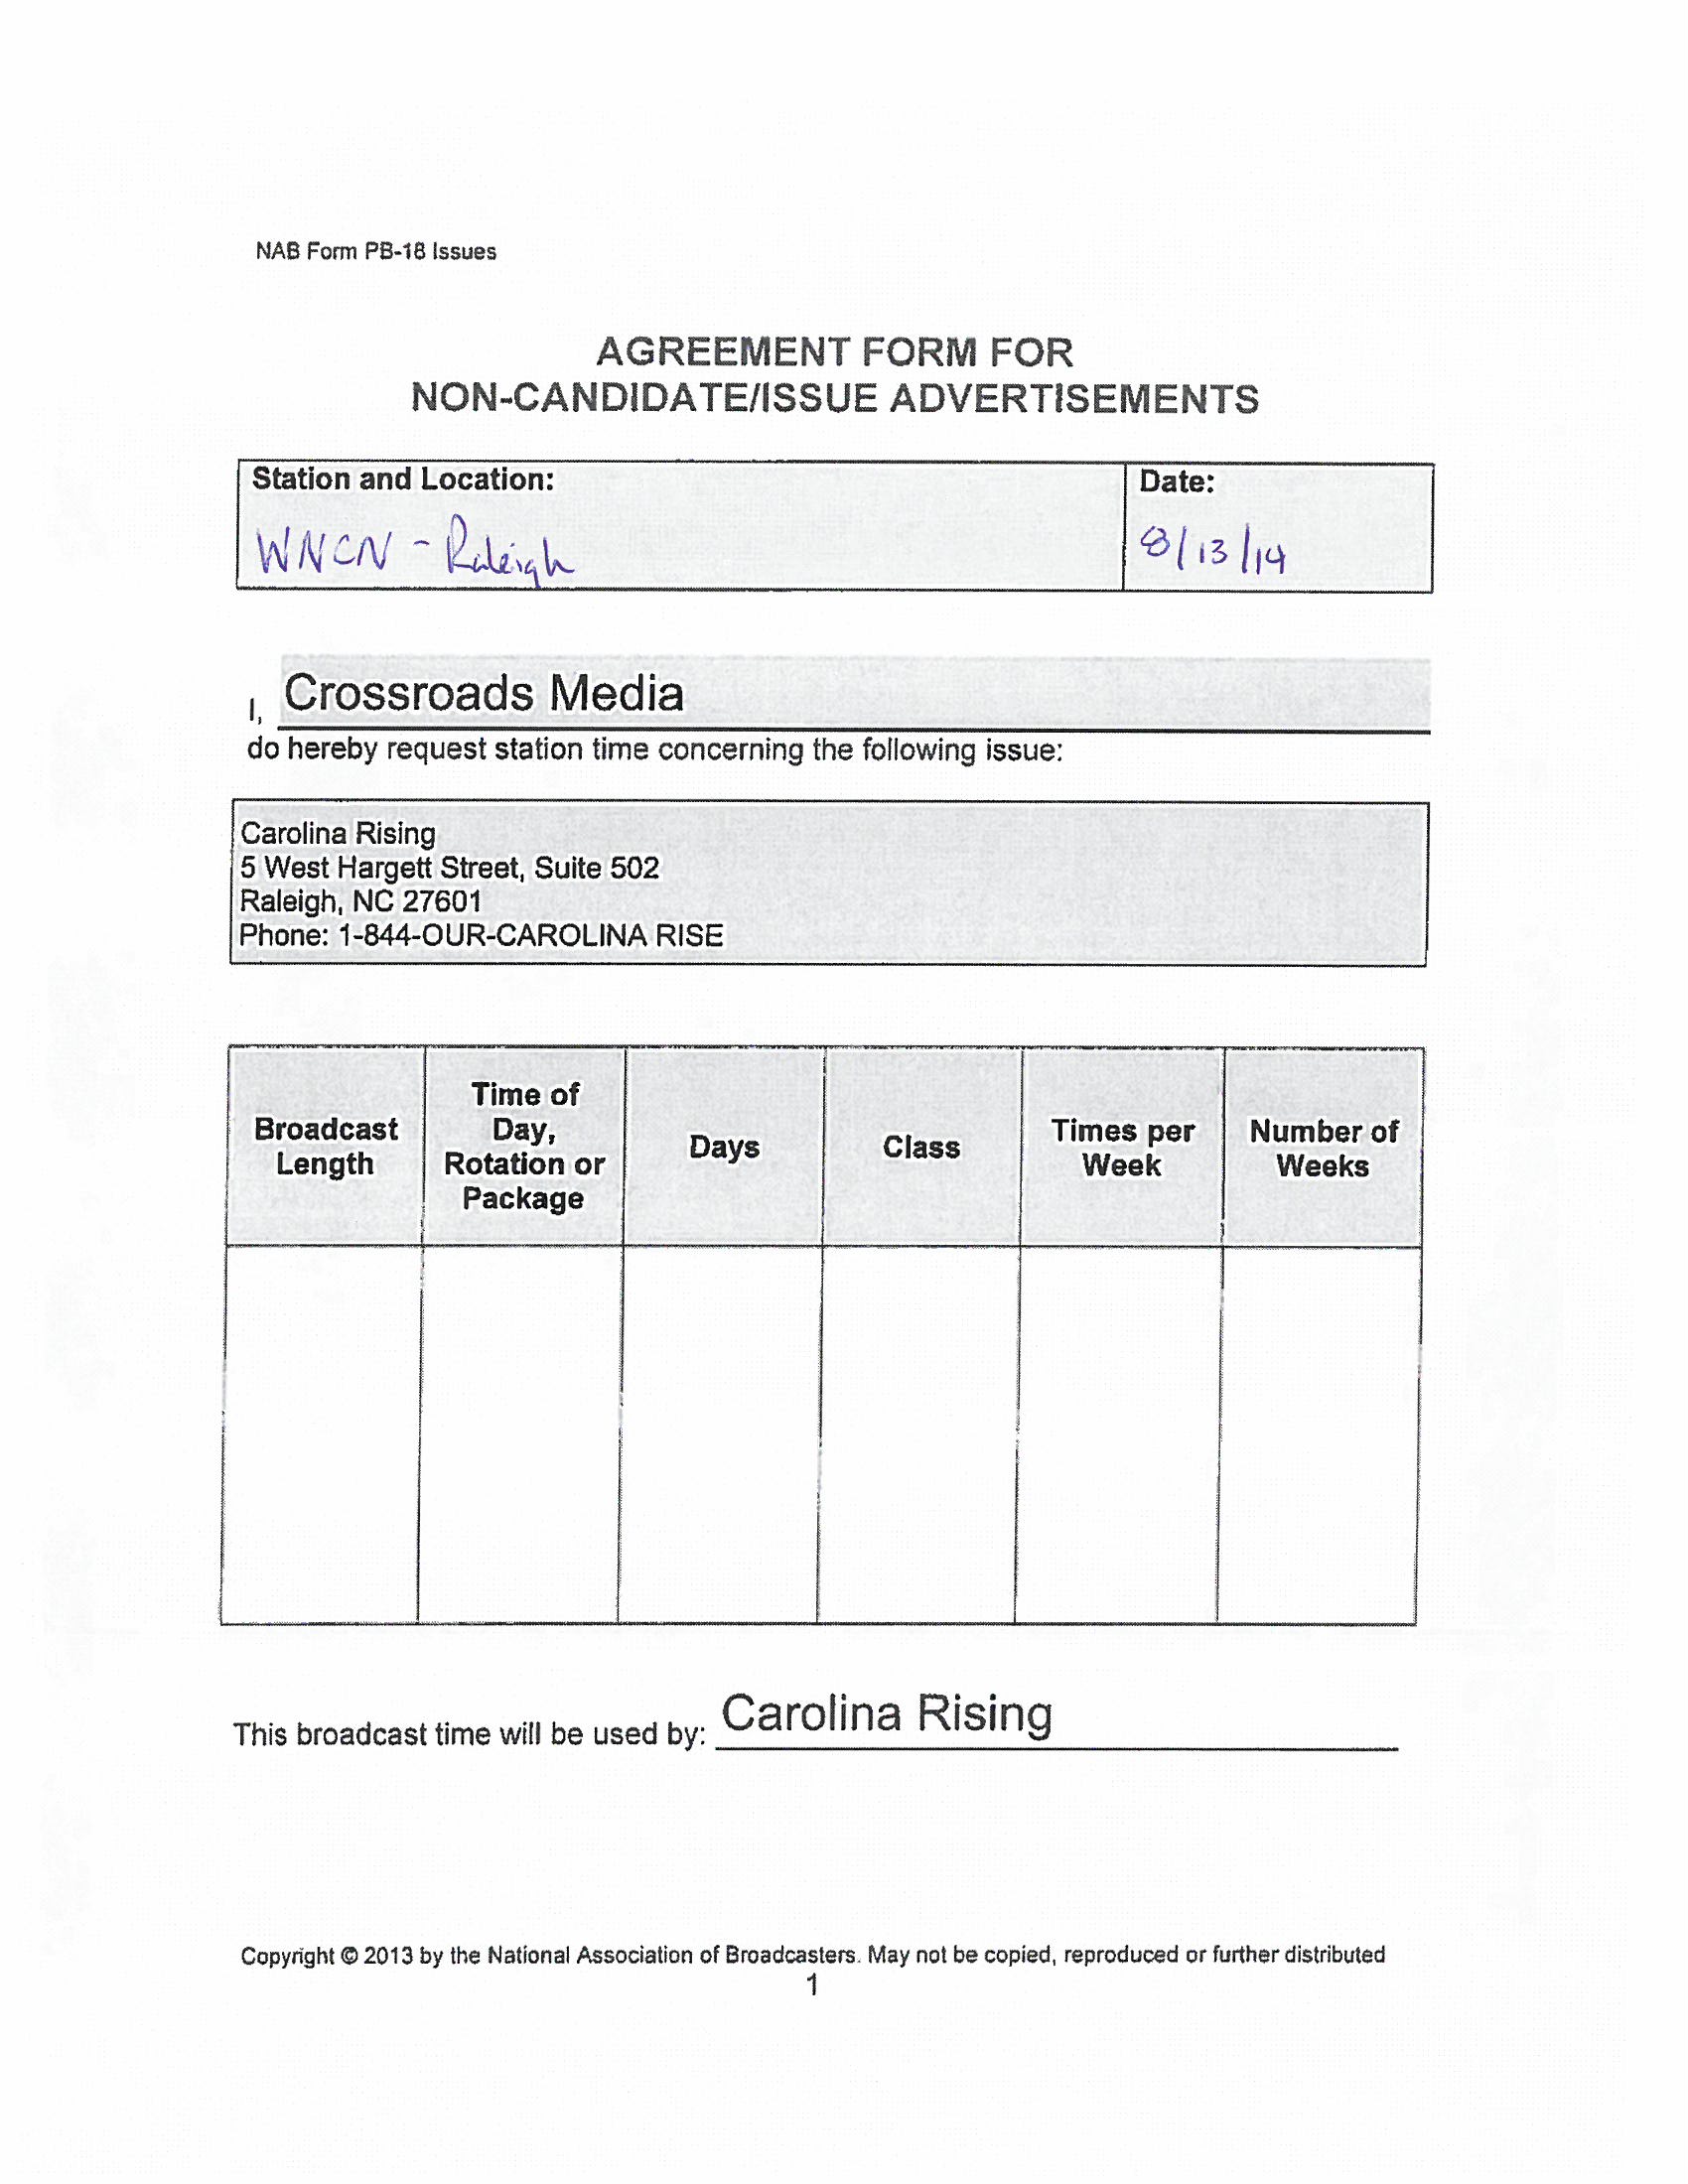 NAB Form PB-18 Issues
AGREEMENT FORM FOR
NON-CANDIDATE/ISSUE ADVERTISEMENTS
Station and Location:
Date:
WNCN - Raleigh
8/13/14
I, Crossroads Media
do hereby request station time concerning the following issue:
Carolina Rising
5 West Hargett Street, Suite 502
Raleigh, NC 27601
Phone: 1-844-OUR-CAROLINA RISE
Broadcast
Length
Time of
Day,
Rotation or
Package
Days
Class
Times per
Week
Number of
Weeks
This broadcast time will be used by: Carolina Rising
Copyright © 2013 by the National Association of Broadcasters. May not be copied, reproduced or further distributed
1